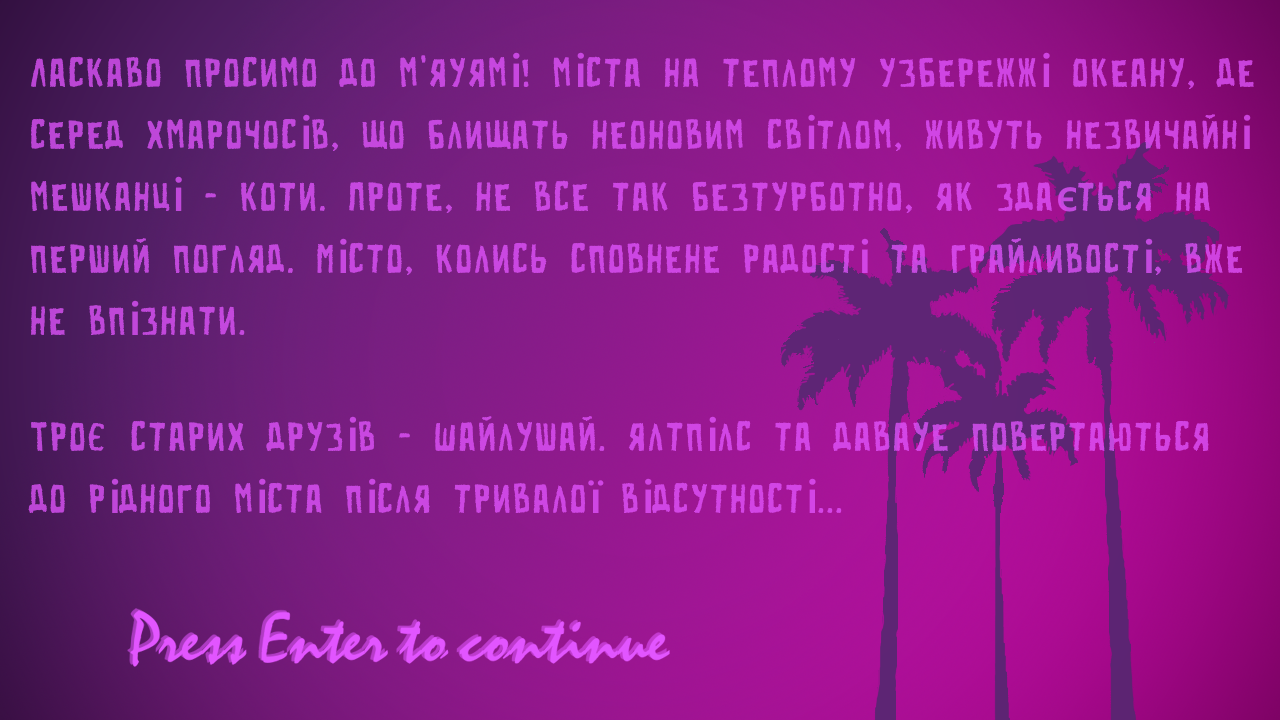 ЛАСКАВО ПРОСИМО ДО М'ЯУЯМІ! МІСТА НА ТЕПЛОМУ УЗБЕРЕЖЖІ ОКЕАНУ, ДЕ
СЕРЕД ХМАРОЧОСІВ, ЩО БЛИЩАТЬ НЕОНОВИМ СВІТЛОМ, ЖИВУТЬ НЕЗВИЧАЙНІ
МЕШКАНЦІ - КОТИ. ПРОТЕ, НЕ ВСЕ ТАК БЕЗТУРБОТНО, ЯК ЗДАЄТЬСЯ НА
ПЕРШИЙ ПОГЛЯД. МІСТО, КОЛИСЬ СПОВНЕНЕ РАДОСТІ ТА ГРАЙЛИВОСТІ, ВЖЕ
НЕ ВПІЗНАТИ.
ТРОЄ СТАРИХ ДРУЗІВ - ШАЙЛУШАЙ. ЯЛТПІЛС ТА ДАВАУЕ ПОВЕРТАЮТЬСЯ
ДО РІДНОГО МІСТА ПІСЛЯ ТРИВАЛОЇ ВІДСУТНОСТІ...
Press Enter to continue